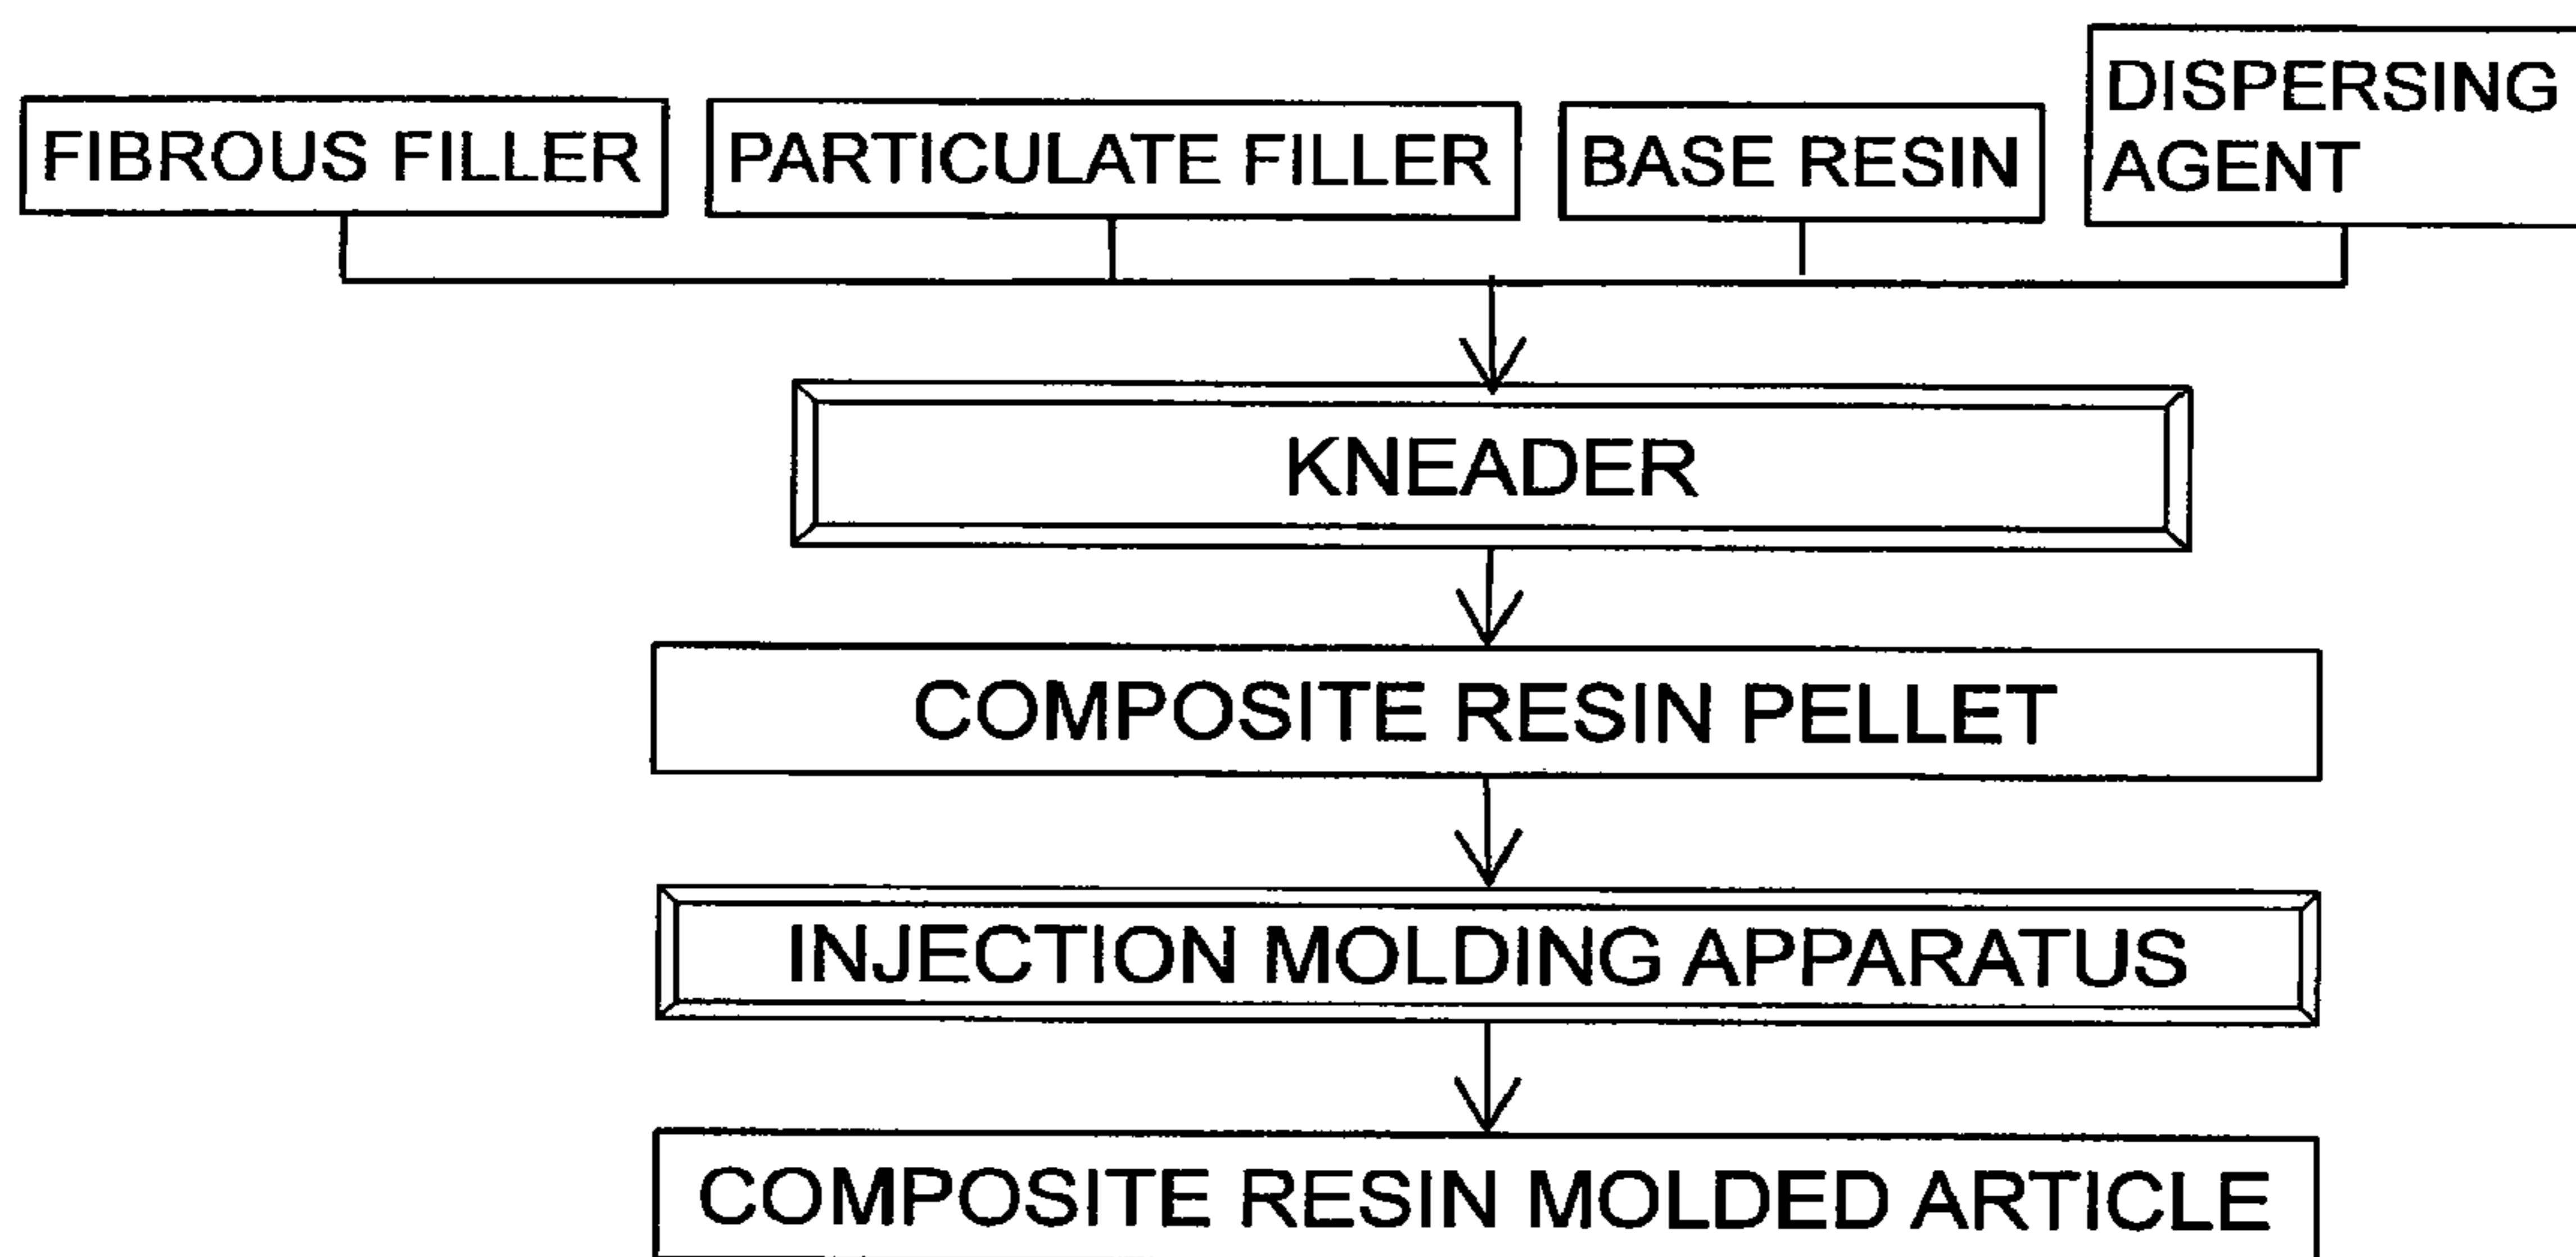 FIBROUS FILLER
PARTICULATE FILLER
BASE RESIN
DISPERSING
AGENT
KNEADER
COMPOSITE RESIN PELLET
INJECTION MOLDING APPARATUS
COMPOSITE RESIN MOLDED ARTICLE